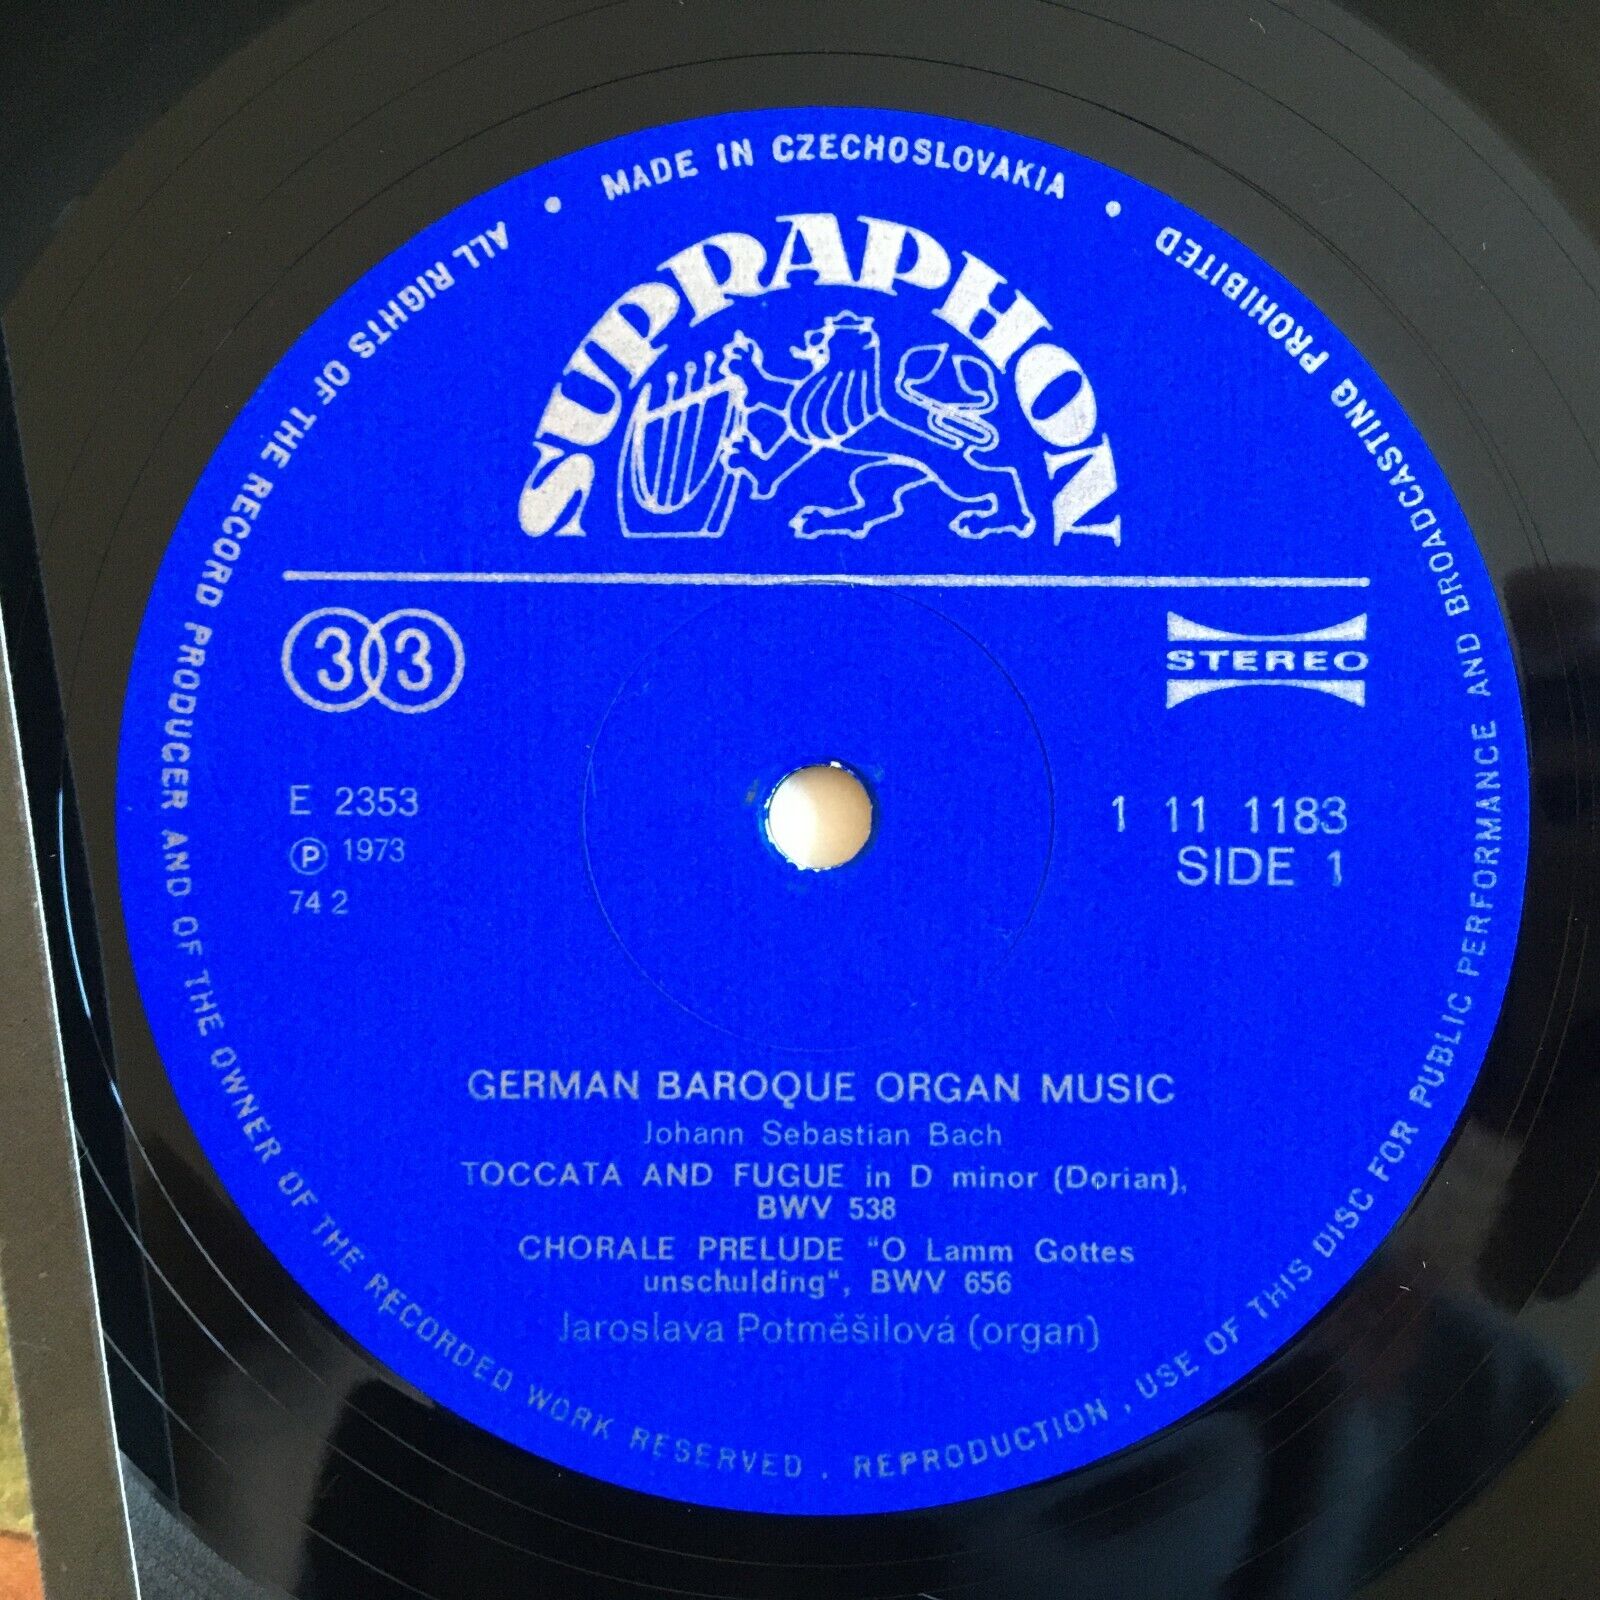 MADE IN CZECHOSLOVAKIA • BROADCASTING PROHIBITED
ALL RIGHTS OF THE RECORD PRODUCER AND OF THE OWNER OF THE RECORDED WORK RESERVED . REPRODUCTION, USE OF THIS DISC FOR PUBLIC PERFORMANCE AND
SUPRAPHON
33
STEREO
E 2353
Ⓟ 1973
74 2
1 11 1183
SIDE 1
GERMAN BAROQUE ORGAN MUSIC
Johann Sebastian Bach
TOCCATA AND FUGUE in D minor (Dorian),
BWV 538
CHORALE PRELUDE "O Lamm Gottes
unschulding“, BWV 656
Jaroslava Potměšilová (organ)